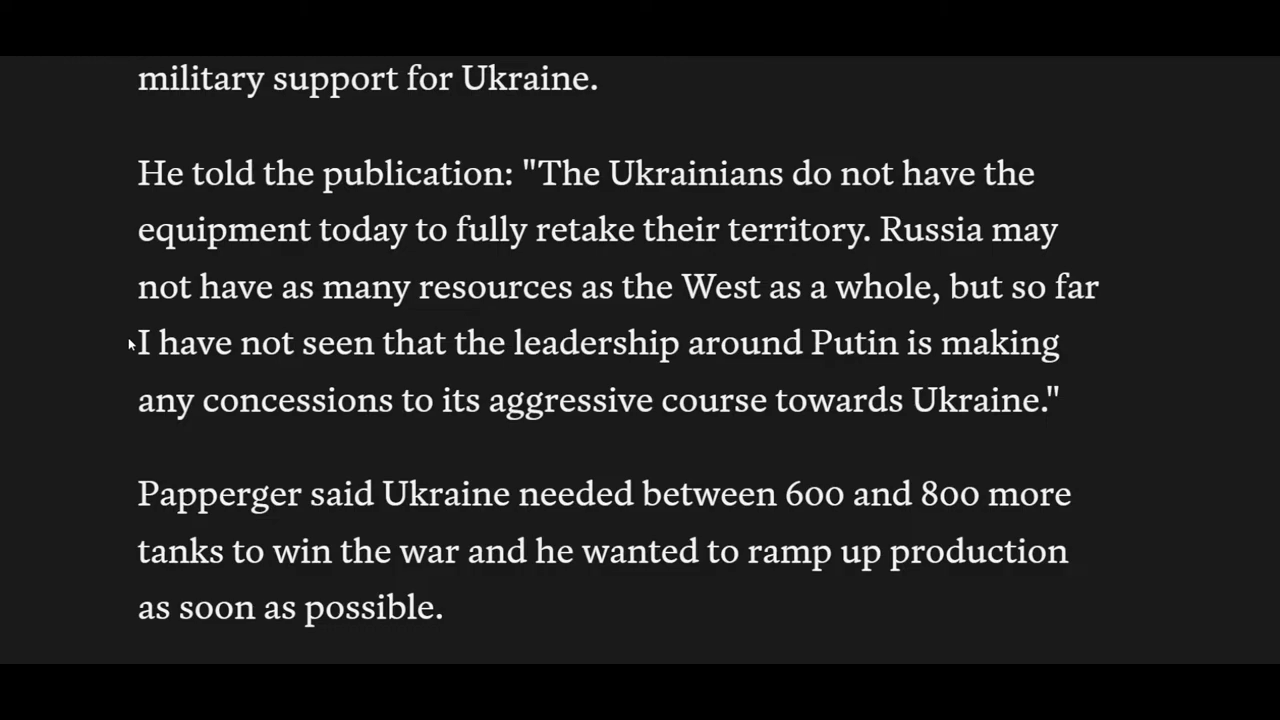 military support for Ukraine.
He told the publication: "The Ukrainians do not have the
equipment today to fully retake their territory. Russia may
not have as many resources as the West as a whole, but so far
I have not seen that the leadership around Putin is making
any concessions to its aggressive course towards Ukraine."
Papperger said Ukraine needed between 600 and 800 more
tanks to win the war and he wanted to ramp up production
as soon as possible.